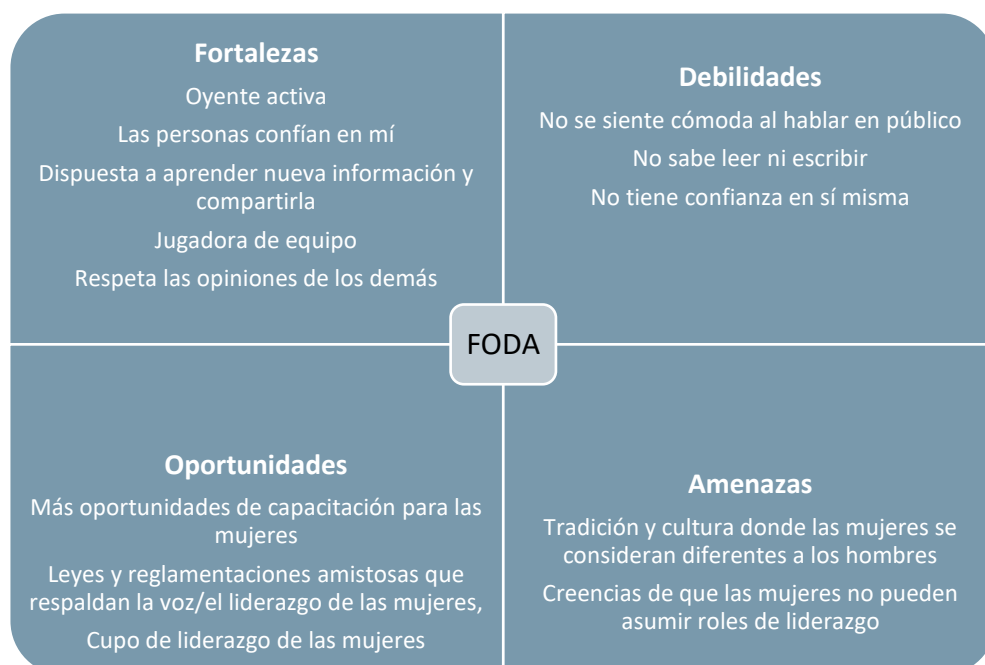 Fortalezas
Oyente activa
Las personas confían en mí
Dispuesta a aprender nueva información y
compartirla
Jugadora de equipo
Respeta las opiniones de los demás
Debilidades
No se siente cómoda al hablar en público
No sabe leer ni escribir
No tiene confianza en sí misma
FODA
Oportunidades
Más oportunidades de capacitación para las
mujeres
Leyes y reglamentaciones amistosas que
respaldan la voz/el liderazgo de las mujeres,
Cupo de liderazgo de las mujeres
Amenazas
Tradición y cultura donde las mujeres se
consideran diferentes a los hombres
Creencias de que las mujeres no pueden
asumir roles de liderazgo